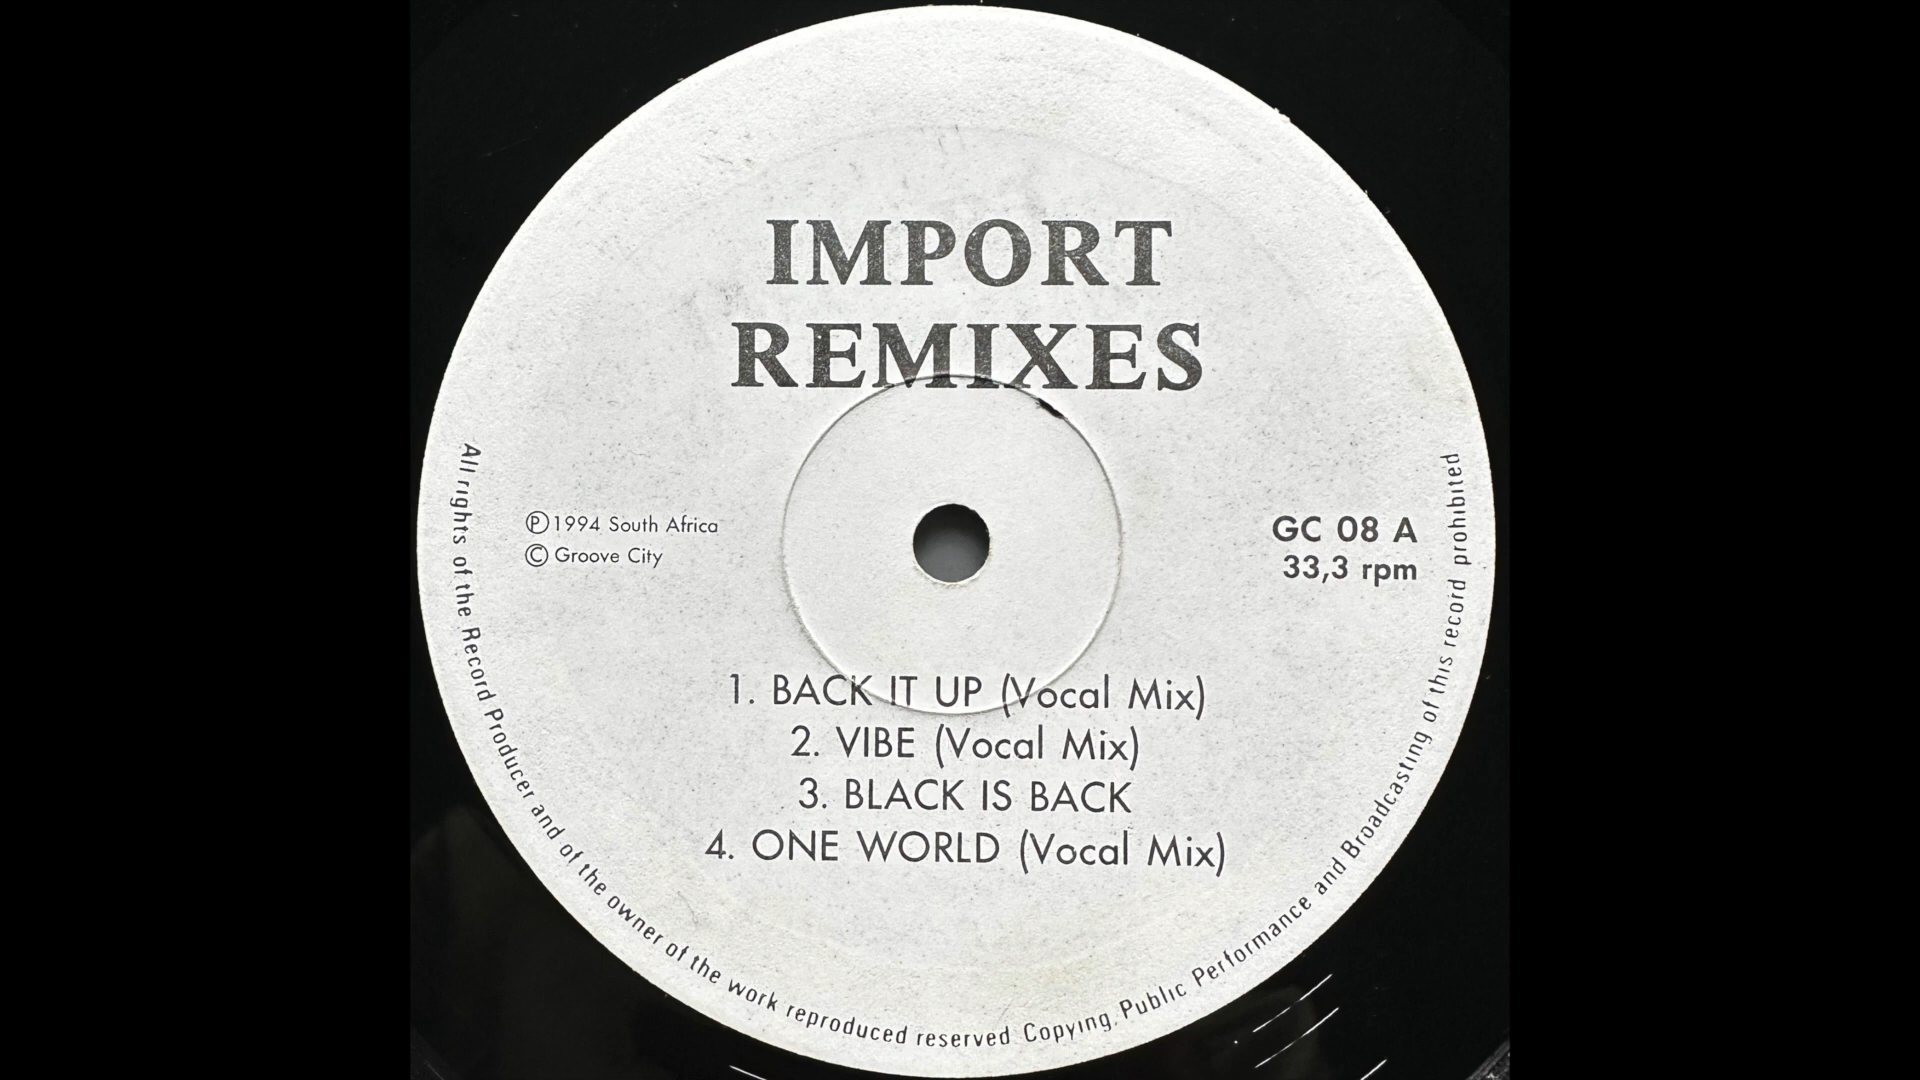 IMPORT
REMIXES
Ⓟ1994 South Africa
© Groove City
GC 08 A
33,3 rpm
1. BACK IT UP (Vocal Mix)
2. VIBE (Vocal Mix)
3. BLACK IS BACK
4. ONE WORLD (Vocal Mix)
All rights of the Record Producer and of the owner of the work reproduced reserved Copying, Public Performance and Broadcasting of this record prohibited